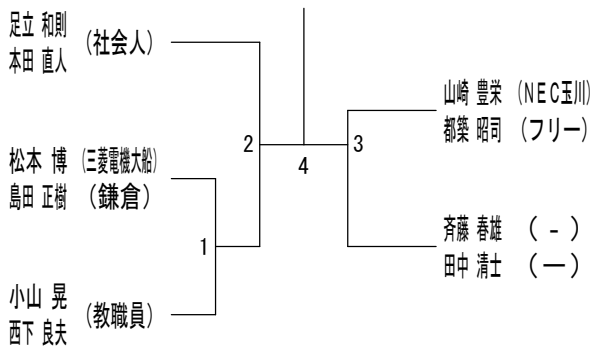 足立 和則 (社会人)
本田 直人
松本 博 (三菱電機大船)
島田 正樹 (鎌倉)
小山 晃 (教職員)
西下 良夫
1
2
4
3
山崎 豊栄 (NEC玉川)
都築 昭司 (フリー)
斉藤 春雄 ( - )
田中 清士 (ー)